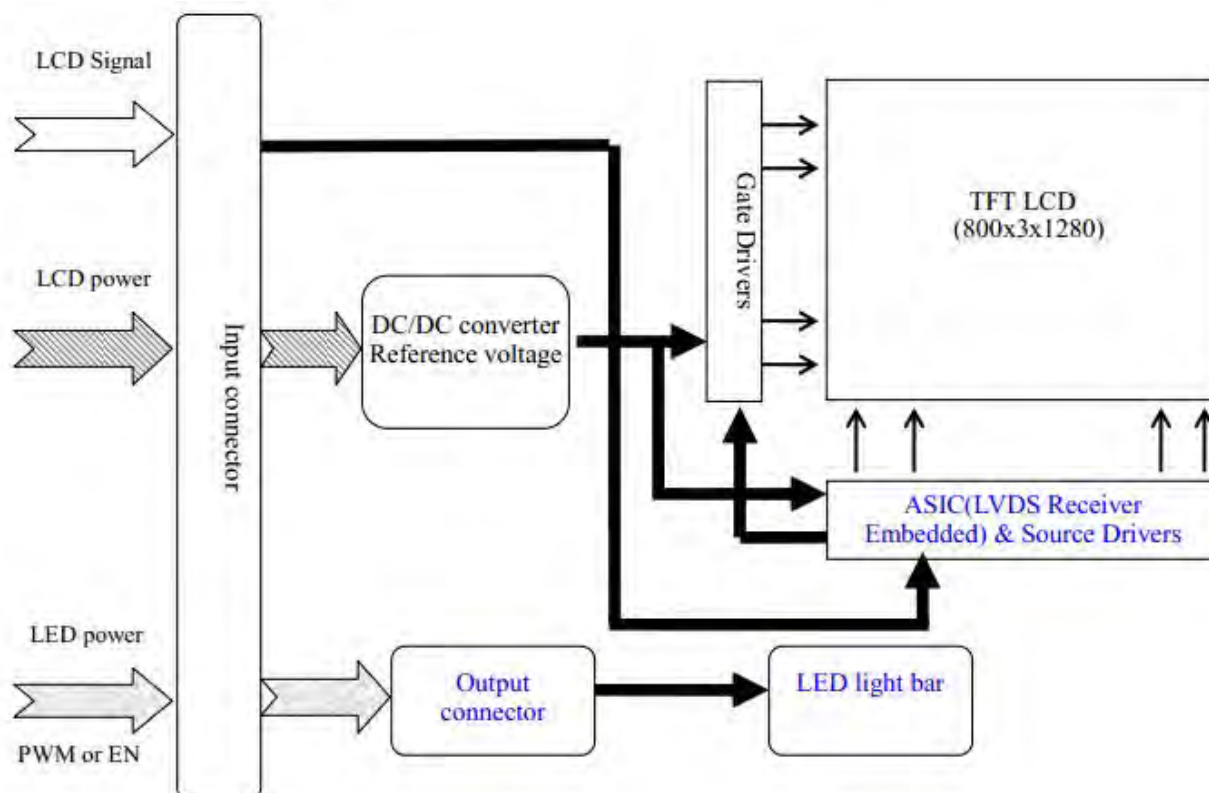 LCD Signal
LCD power
LED power
PWM or EN
Input connector
DC/DC converter
Reference voltage
Gate Drivers
TFT LCD
(800x3x1280)
ASIC(LVDS Receiver
Embedded) & Source Drivers
Output
connector
LED light bar